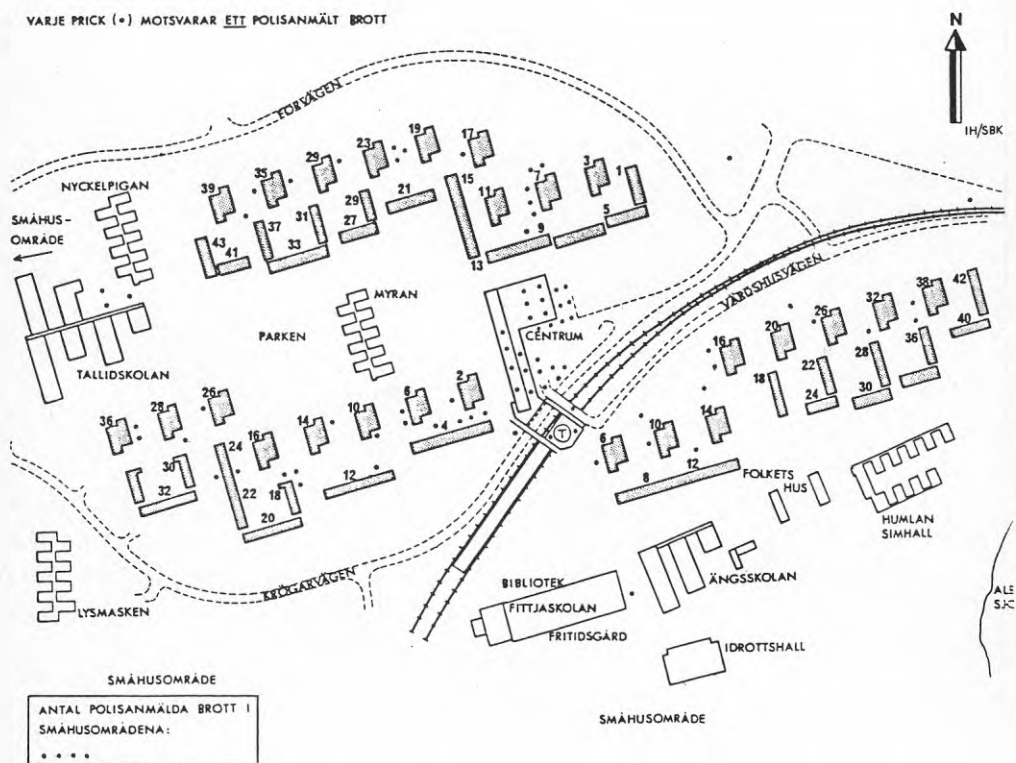 VARJE PRICK (•) MOTSVARAR ETT POLISANMÄLT BROTT
N
IH/SBK
FORVÄGEN
19
17
23
29
35
39
3
1
7
15
11
21
29
31
27
37
5
9
43
41
33
13
NYCKELPIGAN
SMÅHUS-
OMRÅDE
MYRAN
PARKEN
CENTRUM
TALLIDSKOLAN
VÄRDSHUSVÄGEN
42
38
32
26
20
16
40
36
28
22
18
30
24
2
6
10
14
26
28
36
16
4
24
30
32
22
18
12
20
T
14
10
6
12
8
FOLKETS
HUS
HUMLAN
SIMHALL
KRÖGARVÄGEN
LYSMASKEN
BIBLIOTEK
FITTJASKOLAN
FRITIDSGÅRD
ÄNGSSKOLAN
IDROTTSHALL
SMÅHUSOMRÅDE
SMÅHUSOMRÅDE
ANTAL POLISANMÄLDA BROTT I
SMÅHUSOMRÅDENA: